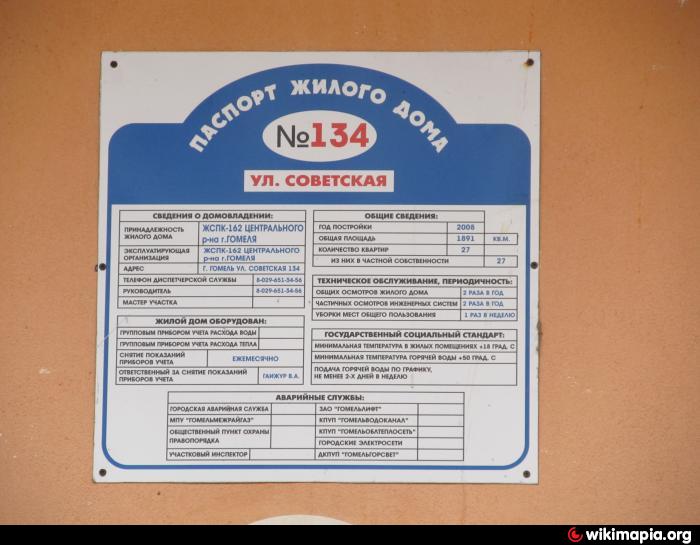 ПАСПОРТ ЖИЛОГО ДОМА
№134
УЛ. СОВЕТСКАЯ
СВЕДЕНИЯ О ДОМОВЛАДЕНИИ:
ПРИНАДЛЕЖНОСТЬ ЖИЛОГО ДОМА
ЖСПК-162 ЦЕНТРАЛЬНОГО
р-на г.ГОМЕЛЯ
ЭКСПЛУАТИРУЮЩАЯ ОРГАНИЗАЦИЯ
ЖСПК-162 ЦЕНТРАЛЬНОГО
р-на г.ГОМЕЛЯ
АДРЕС
Г. ГОМЕЛЬ УЛ. СОВЕТСКАЯ 134
ТЕЛЕФОН ДИСПЕТЧЕРСКОЙ СЛУЖБЫ
8-029-651-54-56
РУКОВОДИТЕЛЬ
8-029-651-54-56
МАСТЕР УЧАСТКА
ОБЩИЕ СВЕДЕНИЯ:
ГОД ПОСТРОЙКИ 2008
ОБЩАЯ ПЛОЩАДЬ 1891 КВ.М.
КОЛИЧЕСТВО КВАРТИР 27
ИЗ НИХ В ЧАСТНОЙ СОБСТВЕННОСТИ 27
ТЕХНИЧЕСКОЕ ОБСЛУЖИВАНИЕ, ПЕРИОДИЧНОСТЬ:
ОБЩИХ ОСМОТРОВ ЖИЛОГО ДОМА 2 РАЗА В ГОД
ЧАСТИЧНЫХ ОСМОТРОВ ИНЖЕНЕРНЫХ СИСТЕМ 2 РАЗА В ГОД
УБОРКИ МЕСТ ОБЩЕГО ПОЛЬЗОВАНИЯ 1 РАЗ В НЕДЕЛЮ
ЖИЛОЙ ДОМ ОБОРУДОВАН:
ГРУППОВЫМ ПРИБОРОМ УЧЕТА РАСХОДА ВОДЫ
ГРУППОВЫМ ПРИБОРОМ УЧЕТА РАСХОДА ТЕПЛА
СНЯТИЕ ПОКАЗАНИЙ
ПРИБОРОВ УЧЕТА
ЕЖЕМЕСЯЧНО
ОТВЕТСТВЕННЫЙ ЗА СНЯТИЕ ПОКАЗАНИЙ
ПРИБОРОВ УЧЕТА
ГАНЖУР В.А.
ГОСУДАРСТВЕННЫЙ СОЦИАЛЬНЫЙ СТАНДАРТ:
МИНИМАЛЬНАЯ ТЕМПЕРАТУРА В ЖИЛЫХ ПОМЕЩЕНИЯХ +18 ГРАД. С
МИНИМАЛЬНАЯ ТЕМПЕРАТУРА ГОРЯЧЕЙ ВОДЫ +50 ГРАД. С
ПОДАЧА ГОРЯЧЕЙ ВОДЫ ПО ГРАФИКУ,
НЕ МЕНЕЕ 2-Х ДНЕЙ В НЕДЕЛЮ
АВАРИЙНЫЕ СЛУЖБЫ:
ГОРОДСКАЯ АВАРИЙНАЯ СЛУЖБА
МПУ "ГОМЕЛЬМЕЖРАЙГАЗ"
ОБЩЕСТВЕННЫЙ ПУНКТ ОХРАНЫ
ПРАВОПОРЯДКА
УЧАСТКОВЫЙ ИНСПЕКТОР
ЗАО "ГОМЕЛЬЛИФТ"
КПУП "ГОМЕЛЬВОДОКАНАЛ"
КПУП "ГОМЕЛЬОБЛТЕПЛОСЕТЬ"
ГОРОДСКИЕ ЭЛЕКТРОСЕТИ
ДКПУП "ГОМЕЛЬГОРСВЕТ"
wikimapia.org